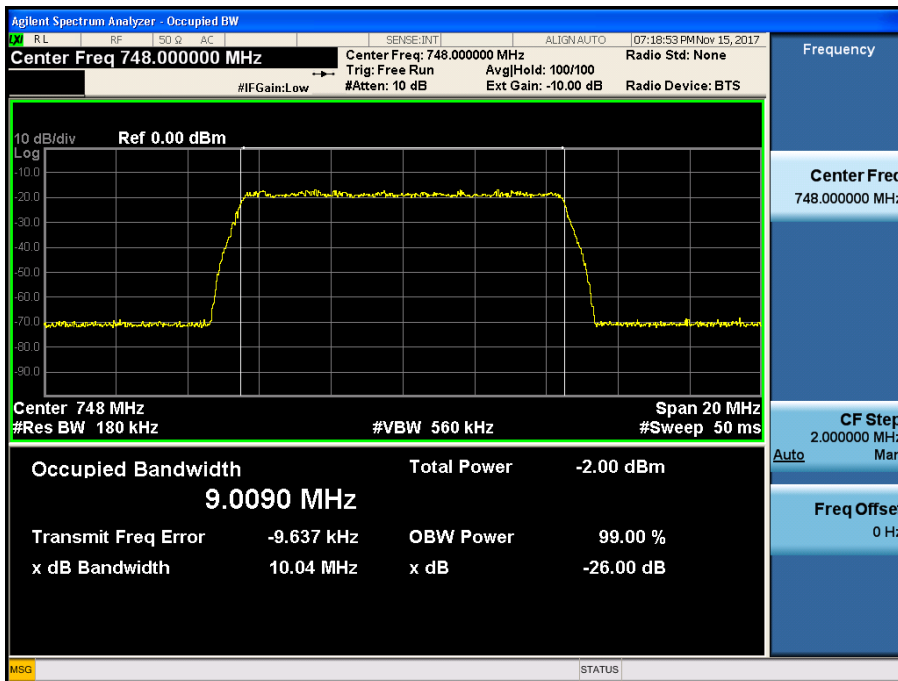 Agilent Spectrum Analyzer - Occupied BW
LXI RL RF 50 Ω AC SENSE:INT ALIGN AUTO 07:18:53 PM Nov 15, 2017
Center Freq 748.000000 MHz
Center Freq: 748.000000 MHz Radio Std: None
Trig: Free Run Avg|Hold: 100/100
#IFGain:Low #Atten: 10 dB Ext Gain: -10.00 dB Radio Device: BTS
10 dB/div Ref 0.00 dBm
Log
-10.0
-20.0
-30.0
-40.0
-50.0
-60.0
-70.0
-80.0
-90.0
Center 748 MHz Span 20 MHz
#Res BW 180 kHz #VBW 560 kHz #Sweep 50 ms
Occupied Bandwidth Total Power -2.00 dBm
9.0090 MHz
Transmit Freq Error -9.637 kHz OBW Power 99.00 %
x dB Bandwidth 10.04 MHz x dB -26.00 dB
MSG STATUS
Frequency
Center Freq
748.000000 MHz
CF Step
2.000000 MHz
Auto Man
Freq Offset
0 Hz